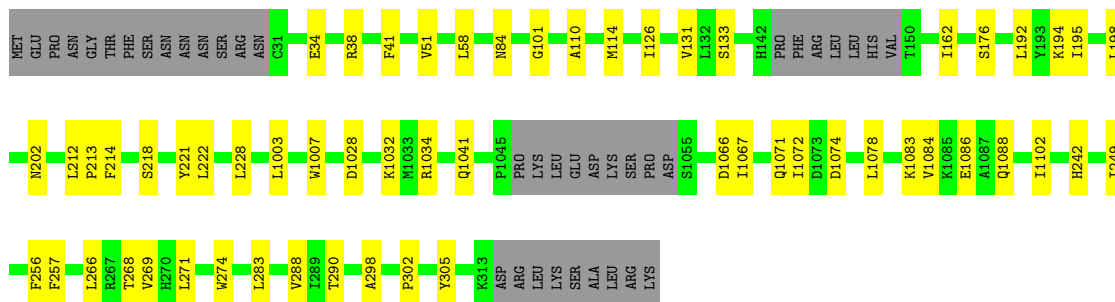 MET GLU PRO ASN GLY THR PHE SER ASN ASN ASN SER ARG ASN C31 E34 R38 F41 V51 L58 N84 G101 A110 M114 I126 V131 L132 S133 H142 PRO PHE ARG LEU LEU HIS VAL T150 I162 S176 L192 Y193 K194 I195
N202 L212 P213 F214 S218 Y221 L222 L228 L1003 W1007 D1028 K1032 M1033 R1034 Q1041 P1045 PRO LYS LEU GLU ASP LYS SER PRO ASP S1055 D1066 I1067 Q1071 I1072 D1073 D1074 L1078 K1083 V1084 K1085 E1086 A1087 Q1088 I1102 H242
F256 F257 L266 R267 T268 V269 H270 L271 W274 L283 V288 I289 T290 A298 P302 Y305 K313 ASP ARG LEU LYS SER ALA LEU ARG LYS